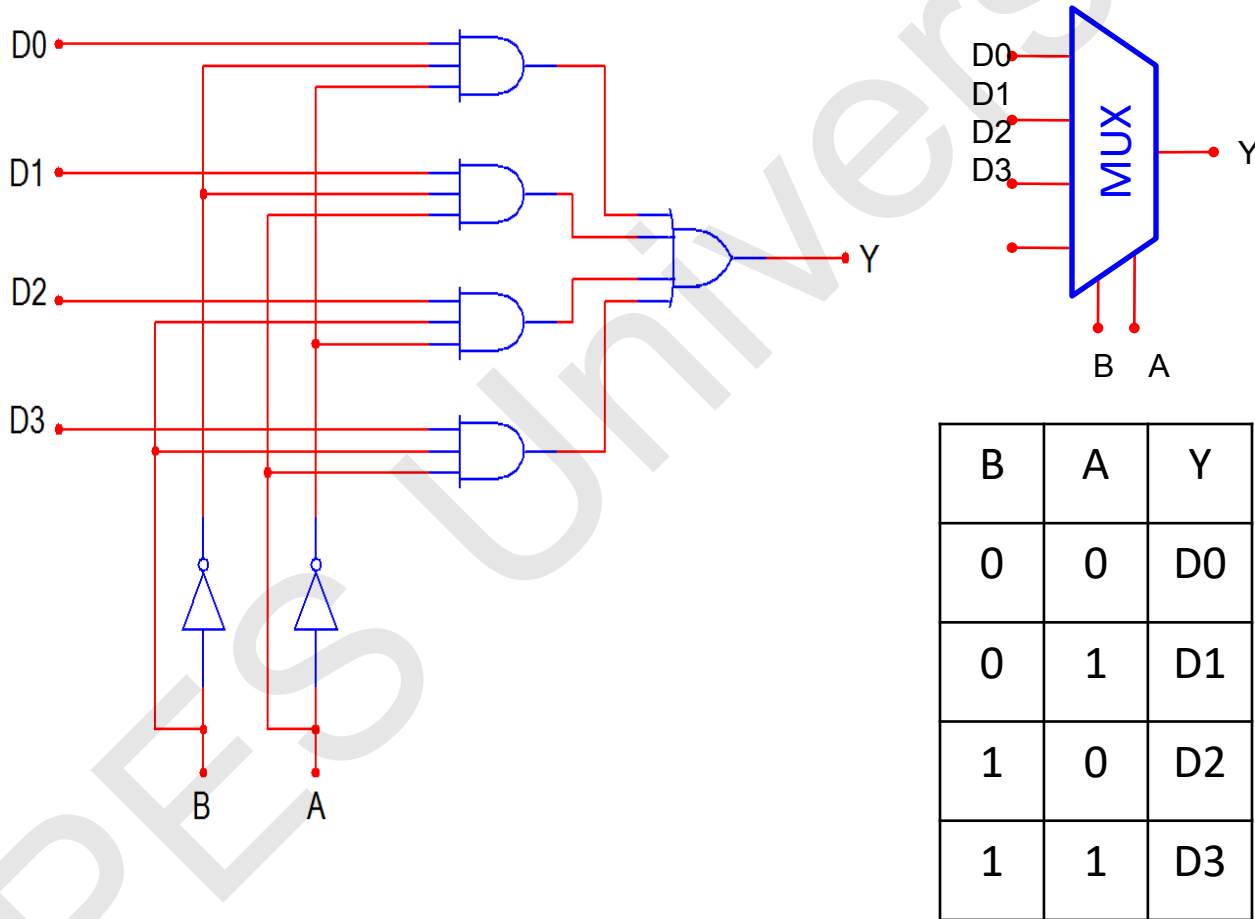 D0
D1
D2
D3
B A
Y
D0
D1
D2
D3
MUX
Y
B A
B A Y
0 0 D0
0 1 D1
1 0 D2
1 1 D3
PES Univers